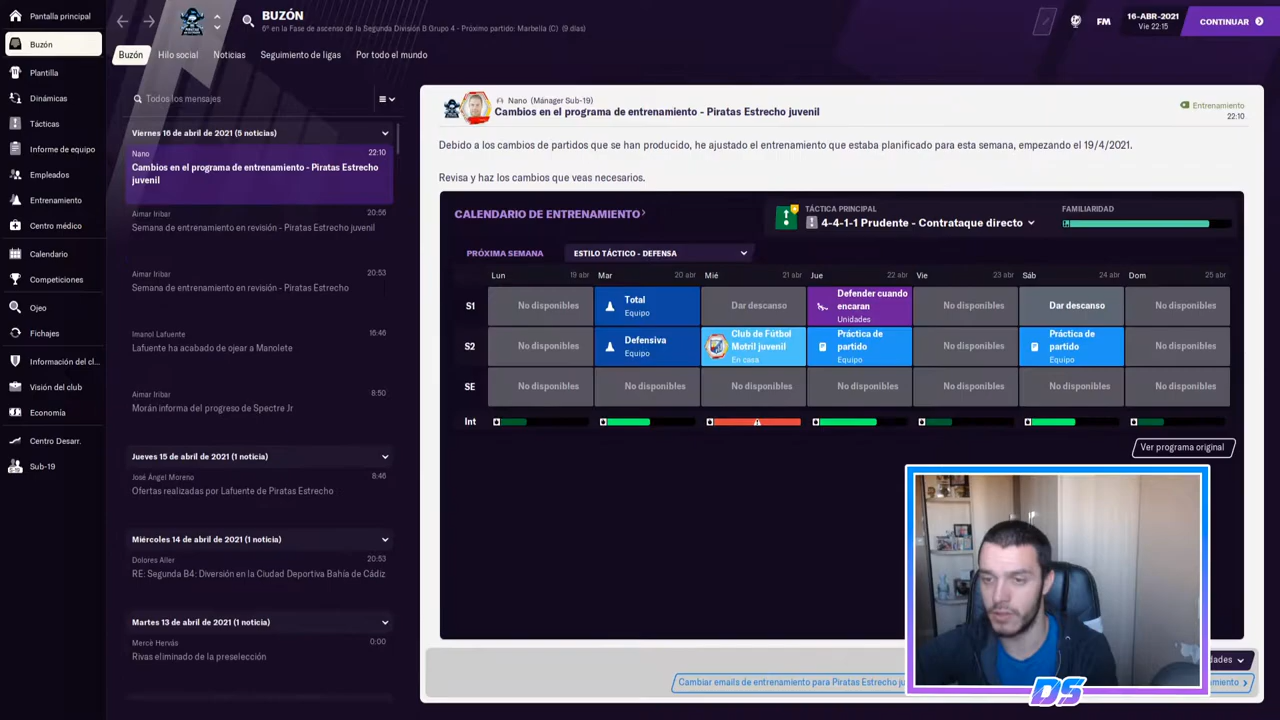 Pantalla principal
Buzón
Plantilla
Dinámicas
Tácticas
Informe de equipo
Empleados
Entrenamiento
Centro médico
Calendario
Competiciones
Ojeo
Fichajes
Información del cl...
Visión del club
Economía
Centro Desarr.
Sub-19
BUZÓN
6º en la Fase de ascenso de la Segunda División B Grupo 4 - Próximo partido: Marbella (C) (9 días)
FM
16-ABR-2021
Vie 22:15
CONTINUAR
Buzón Hilo social Noticias Seguimiento de ligas Por todo el mundo
Todos los mensajes
Viernes 16 de abril de 2021 (5 noticias)
Nano 22:10
Cambios en el programa de entrenamiento - Piratas Estrecho
juvenil
Aimar Iribar 20:56
Semana de entrenamiento en revisión - Piratas Estrecho juvenil
Aimar Iribar 20:53
Semana de entrenamiento en revisión - Piratas Estrecho
Imanol Lafuente 16:46
Lafuente ha acabado de ojear a Manolete
Aimar Iribar 8:50
Morán informa del progreso de Spectre Jr
Jueves 15 de abril de 2021 (1 noticia)
José Ángel Moreno 8:46
Ofertas realizadas por Lafuente de Piratas Estrecho
Miércoles 14 de abril de 2021 (1 noticia)
Dolores Aller 20:53
RE: Segunda B4: Diversión en la Ciudad Deportiva Bahía de Cádiz
Martes 13 de abril de 2021 (1 noticia)
Mercè Hervás 0:00
Rivas eliminado de la preselección
Nano (Mánager Sub-19)
Cambios en el programa de entrenamiento - Piratas Estrecho juvenil
Entrenamiento
22:10
Debido a los cambios de partidos que se han producido, he ajustado el entrenamiento que estaba planificado para esta semana, empezando el 19/4/2021.
Revisa y haz los cambios que veas necesarios.
CALENDARIO DE ENTRENAMIENTO
TÁCTICA PRINCIPAL
4-4-1-1 Prudente - Contrataque directo
FAMILIARIDAD
PRÓXIMA SEMANA ESTILO TÁCTICO - DEFENSA
Lun 19 abr Mar 20 abr Mié 21 abr Jue 22 abr Vie 23 abr Sáb 24 abr Dom 25 abr
S1 No disponibles Total Equipo Dar descanso Defender cuando encaran Unidades No disponibles Dar descanso No disponibles
S2 No disponibles Defensiva Equipo Club de Fútbol Motril juvenil En casa Práctica de partido Equipo No disponibles Práctica de partido Equipo No disponibles
SE No disponibles No disponibles No disponibles No disponibles No disponibles No disponibles No disponibles
Int
Ver programa original
dades
Cambiar emails de entrenamiento para Piratas Estrecho ju
miento
DS